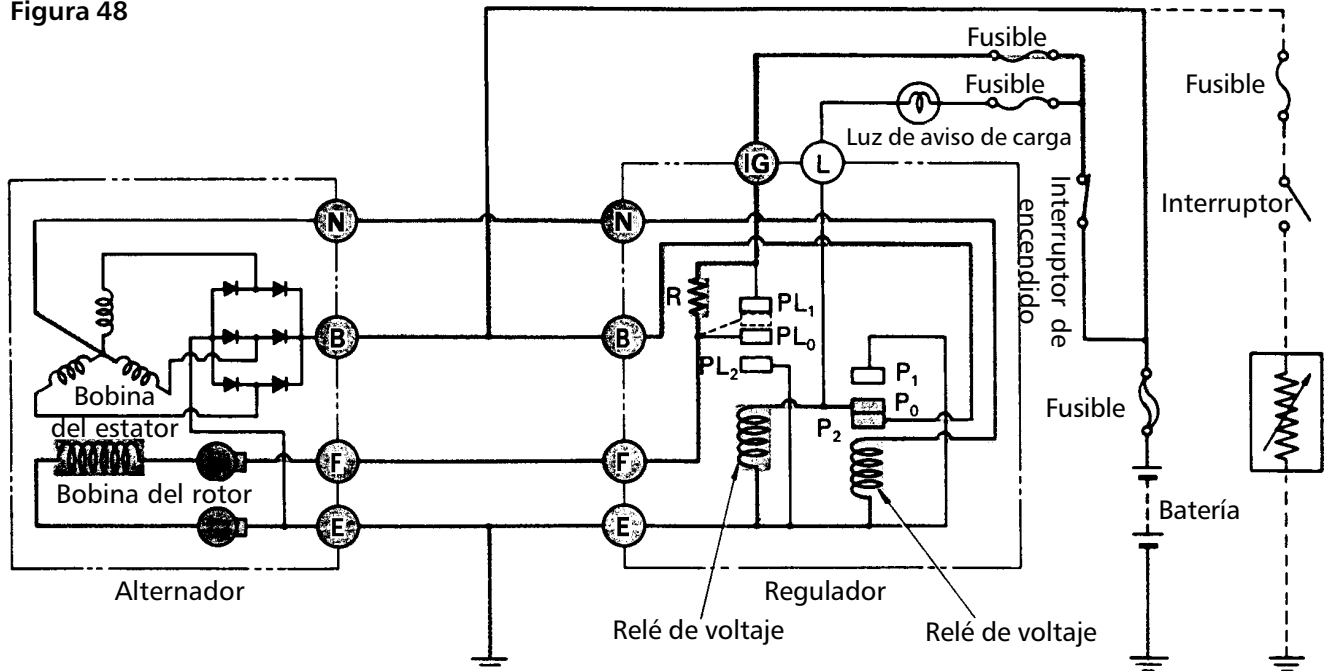 Figura 48
Fusible
Fusible
Fusible
Luz de aviso de carga
IG
L
Interruptor de
encendido
Interruptor
N
N
R
PL₁
PL₀
PL₂
P₁
P₀
P₂
B
B
Bobina
del estator
Fusible
F
F
Bobina del rotor
E
E
Batería
Alternador
Regulador
Relé de voltaje
Relé de voltaje